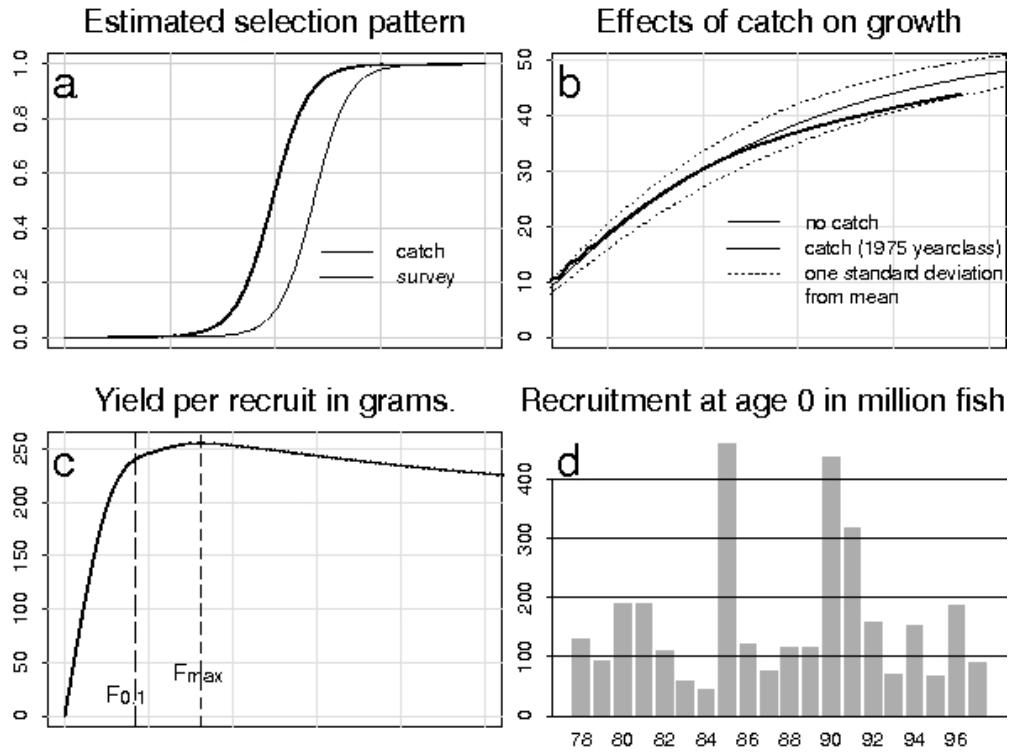 Estimated selection pattern
a
1.0
0.8
0.6
0.4
0.2
0.0
catch
survey
Effects of catch on growth
b
50
40
30
20
10
0
no catch
catch (1975 yearclass)
one standard deviation
from mean
Yield per recruit in grams.
c
250
200
150
100
50
0
F0.1
Fmax
Recruitment at age 0 in million fish
d
400
300
200
100
0
78 80 82 84 86 88 90 92 94 96